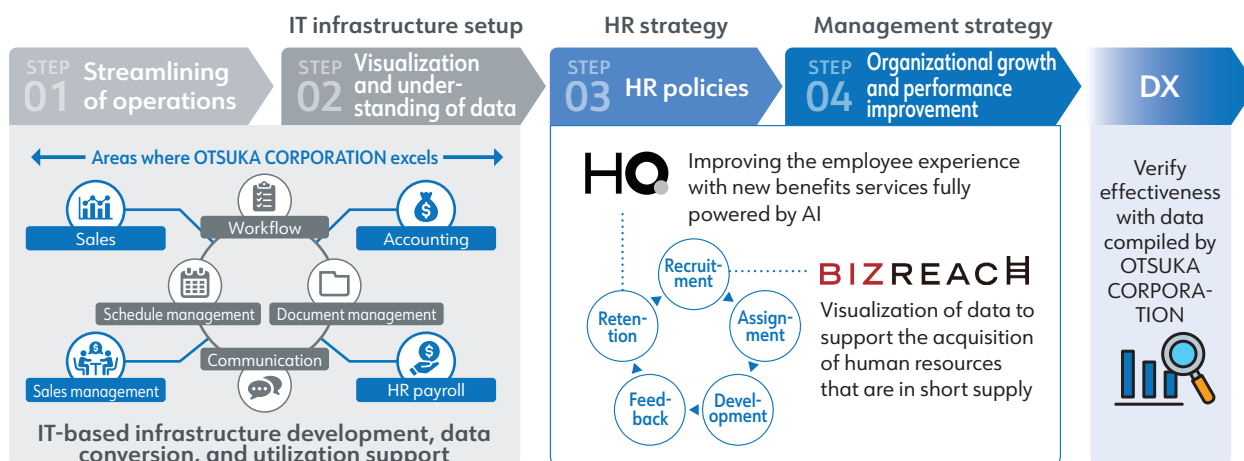 IT infrastructure setup
HR strategy
Management strategy
STEP
01
Streamlining
of operations
STEP
02
Visualization
and under-
standing of data
STEP
03
HR policies
STEP
04
Organizational growth
and performance
improvement
DX
Areas where OTSUKA CORPORATION excels
Sales
Workflow
Accounting
Schedule management
Document management
Sales management
Communication
HR payroll
IT-based infrastructure development, data
conversion, and utilization support
HQ
Improving the employee experience
with new benefits services fully
powered by AI
Recruit-
ment
Assign-
ment
Devel-
opment
Feed-
back
Reten-
tion
BIZREACH
Visualization of data to
support the acquisition
of human resources
that are in short supply
Verify
effectiveness
with data
compiled by
OTSUKA
CORPORA-
TION